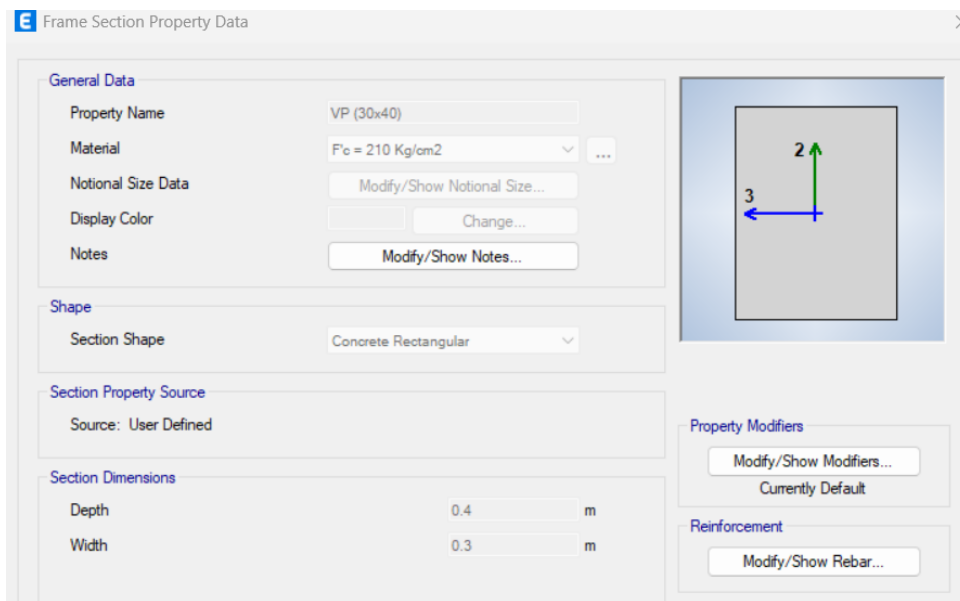 E Frame Section Property Data
General Data
Property Name VP (30x40)
Material F'c = 210 Kg/cm2 ...
Notional Size Data Modify/Show Notional Size...
Display Color Change...
Notes Modify/Show Notes...
2
3
Shape
Section Shape Concrete Rectangular
Section Property Source
Source: User Defined
Property Modifiers
Modify/Show Modifiers...
Currently Default
Section Dimensions
Depth 0.4 m
Width 0.3 m
Reinforcement
Modify/Show Rebar...